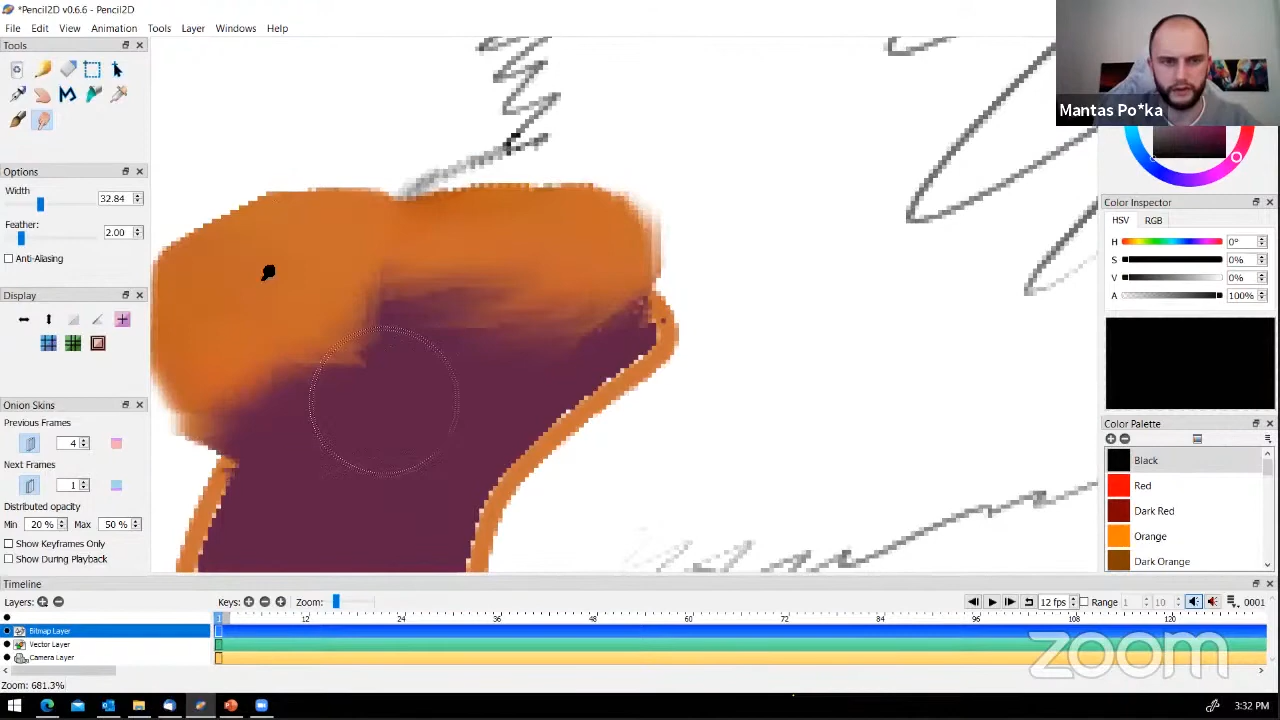 *Pencil2D v0.6.6 - Pencil2D
File Edit View Animation Tools Layer Windows Help
Mantas Po*ka
Tools
Options
Width
32.84
Feather:
2.00
Anti-Aliasing
Display
Onion Skins
Previous Frames
4
Next Frames
1
Distributed opacity
Min 20 % Max 50 %
Show Keyframes Only
Show During Playback
Color Inspector
HSV RGB
H 0°
S 0%
V 0%
A 100%
Color Palette
Black
Red
Dark Red
Orange
Dark Orange
Timeline
Layers: Keys: Zoom: 12 fps Range 1 10 0001
1 12 24 36 48 60 72 84 96 108 120
Bitmap Layer
Vector Layer
Camera Layer
zoom
Zoom: 681.3%
3:32 PM